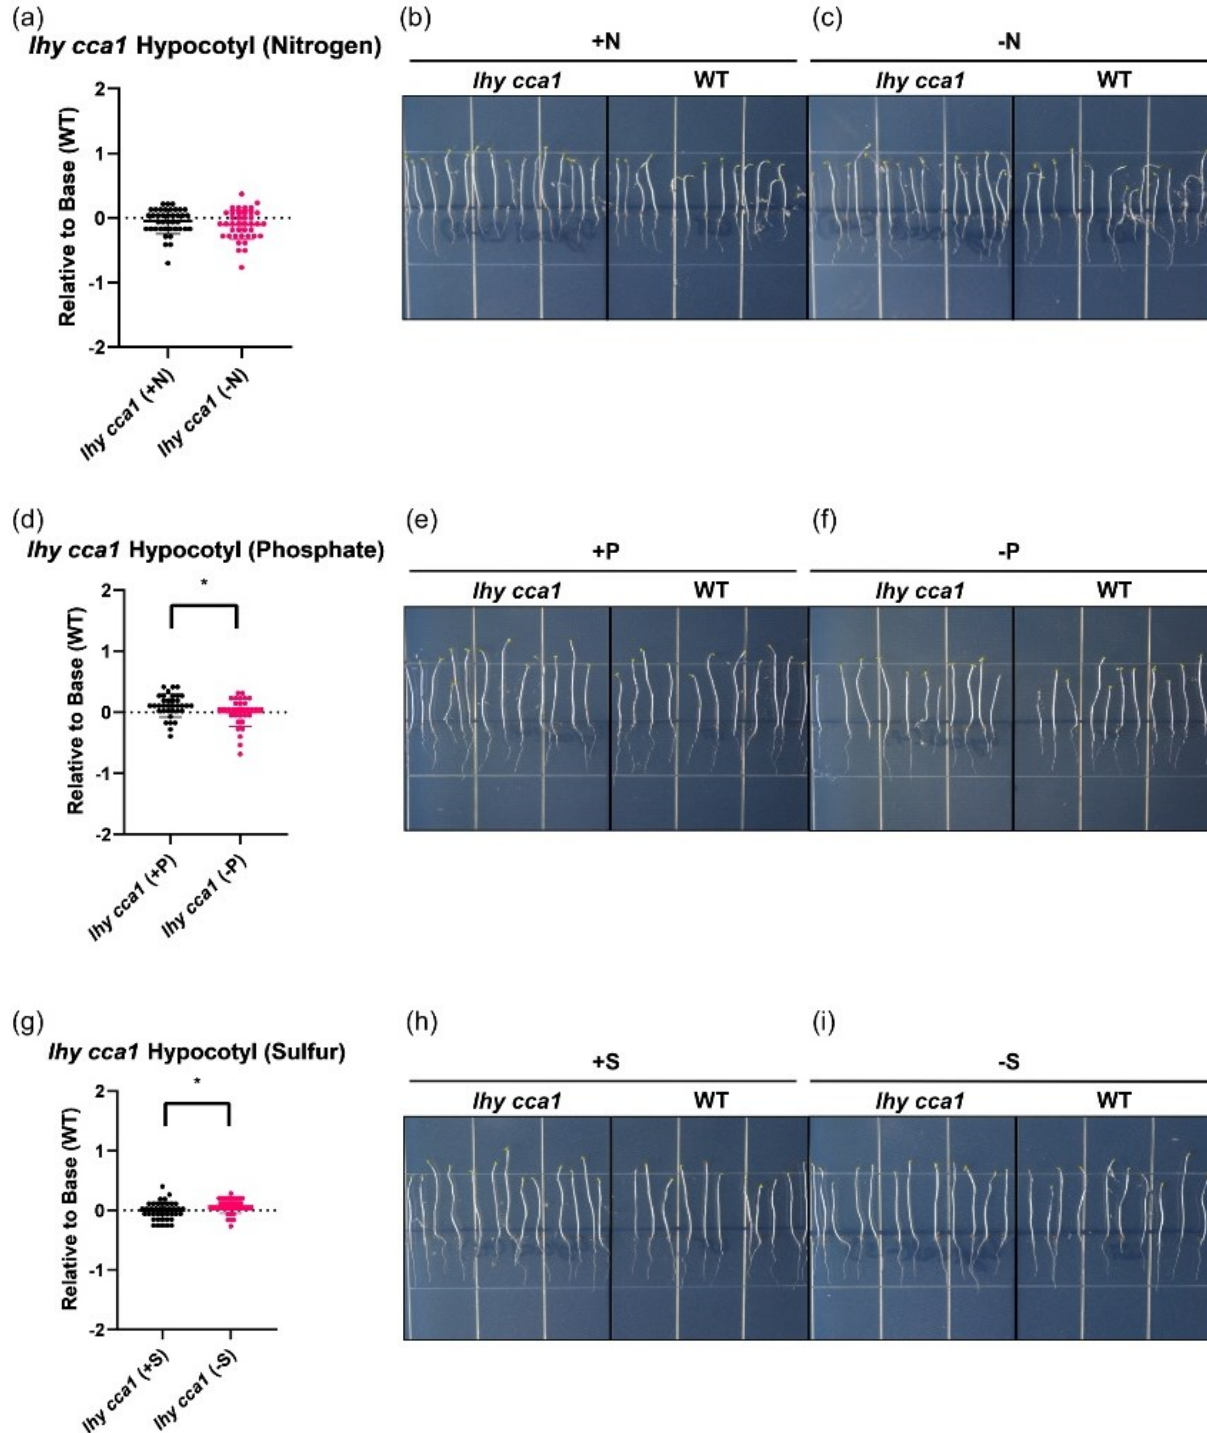 (a)
lhy cca1 Hypocotyl (Nitrogen)
Relative to Base (WT)
2
1
0
-1
-2
lhy cca1 (+N)
lhy cca1 (-N)
(b)
+N
lhy cca1
WT
(c)
-N
lhy cca1
WT
(d)
lhy cca1 Hypocotyl (Phosphate)
Relative to Base (WT)
2
1
0
-1
-2
*
lhy cca1 (+P)
lhy cca1 (-P)
(e)
+P
lhy cca1
WT
(f)
-P
lhy cca1
WT
(g)
lhy cca1 Hypocotyl (Sulfur)
Relative to Base (WT)
2
1
0
-1
-2
*
lhy cca1 (+S)
lhy cca1 (-S)
(h)
+S
lhy cca1
WT
(i)
-S
lhy cca1
WT